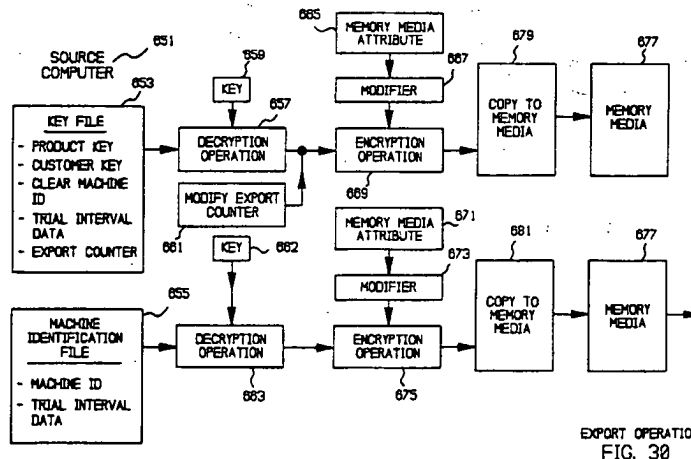 651
SOURCE
COMPUTER
653
KEY FILE
- PRODUCT KEY
- CUSTOMER KEY
- CLEAR MACHINE
ID
- TRIAL INTERVAL
DATA
- EXPORT COUNTER
659
KEY
657
DECRYPTION
OPERATION
MODIFY EXPORT
COUNTER
661
665
MEMORY MEDIA
ATTRIBUTE
667
MODIFIER
ENCRYPTION
OPERATION
669
679
COPY TO
MEMORY
MEDIA
677
MEMORY
MEDIA
655
MACHINE
IDENTIFICATION
FILE
- MACHINE ID
- TRIAL INTERVAL
DATA
KEY
662
DECRYPTION
OPERATION
663
671
MEMORY MEDIA
ATTRIBUTE
673
MODIFIER
ENCRYPTION
OPERATION
675
681
COPY TO
MEMORY
MEDIA
677
MEMORY
MEDIA
EXPORT OPERATION
FIG. 30